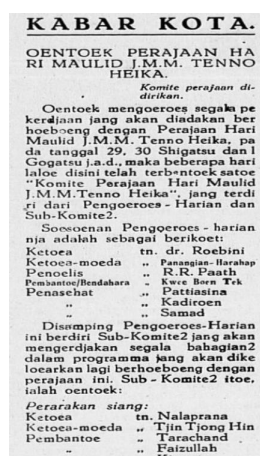 KABAR KOTA.
OENTOEK PERAJAAN HA
RI MAULID J.M.M. TENNO
HEIKA.
Komite perajaan di-
dirikan.
Oentoek mengoeroes segala pe
kerdjaan jang akan diadakan ber
hoeboeng dengan Perajaan Hari
Maulid J.M.M. Tenno Heika, pa
da tanggal 29, 30 Shigatsu dan 1
Gogatsu j.a.d., maka beberapa hari
laloe disini telah terbentoek satoe
"Komite Perajaan Hari Maulid
J.M.M.Tenno Heika", jang terdi
ri dari Pengoeroes-Harian dan
Sub-Komite2.
Soesoenan Pengoeroes-harian
nja adalah sebagai berikoet:
Ketoea tn. dr. Roebini
Ketoea-moeda „ Panangian-Harahap
Penoelis „ R.R. Paath
Pembantoe/Bendahara „ Kwee Born Tek
Penasehat „ Pattiasina
„ Kadiroen
„ Samad
Disamping Pengoeroes-Harian
ini berdiri Sub-Komite2 jang akan
mengerdjakan segala bahagian2
dalam programma jang akan dike
loearkan lagi berhoeboeng dengan
perajaan ini. Sub-Komite2 itoe,
ialah oentoek:
Perarakan siang:
Ketoea tn. Nalaprana
Ketoea-moeda „ Tjin Tjong Hin
Pembantoe „ Tarachand
„ „ Faizullah